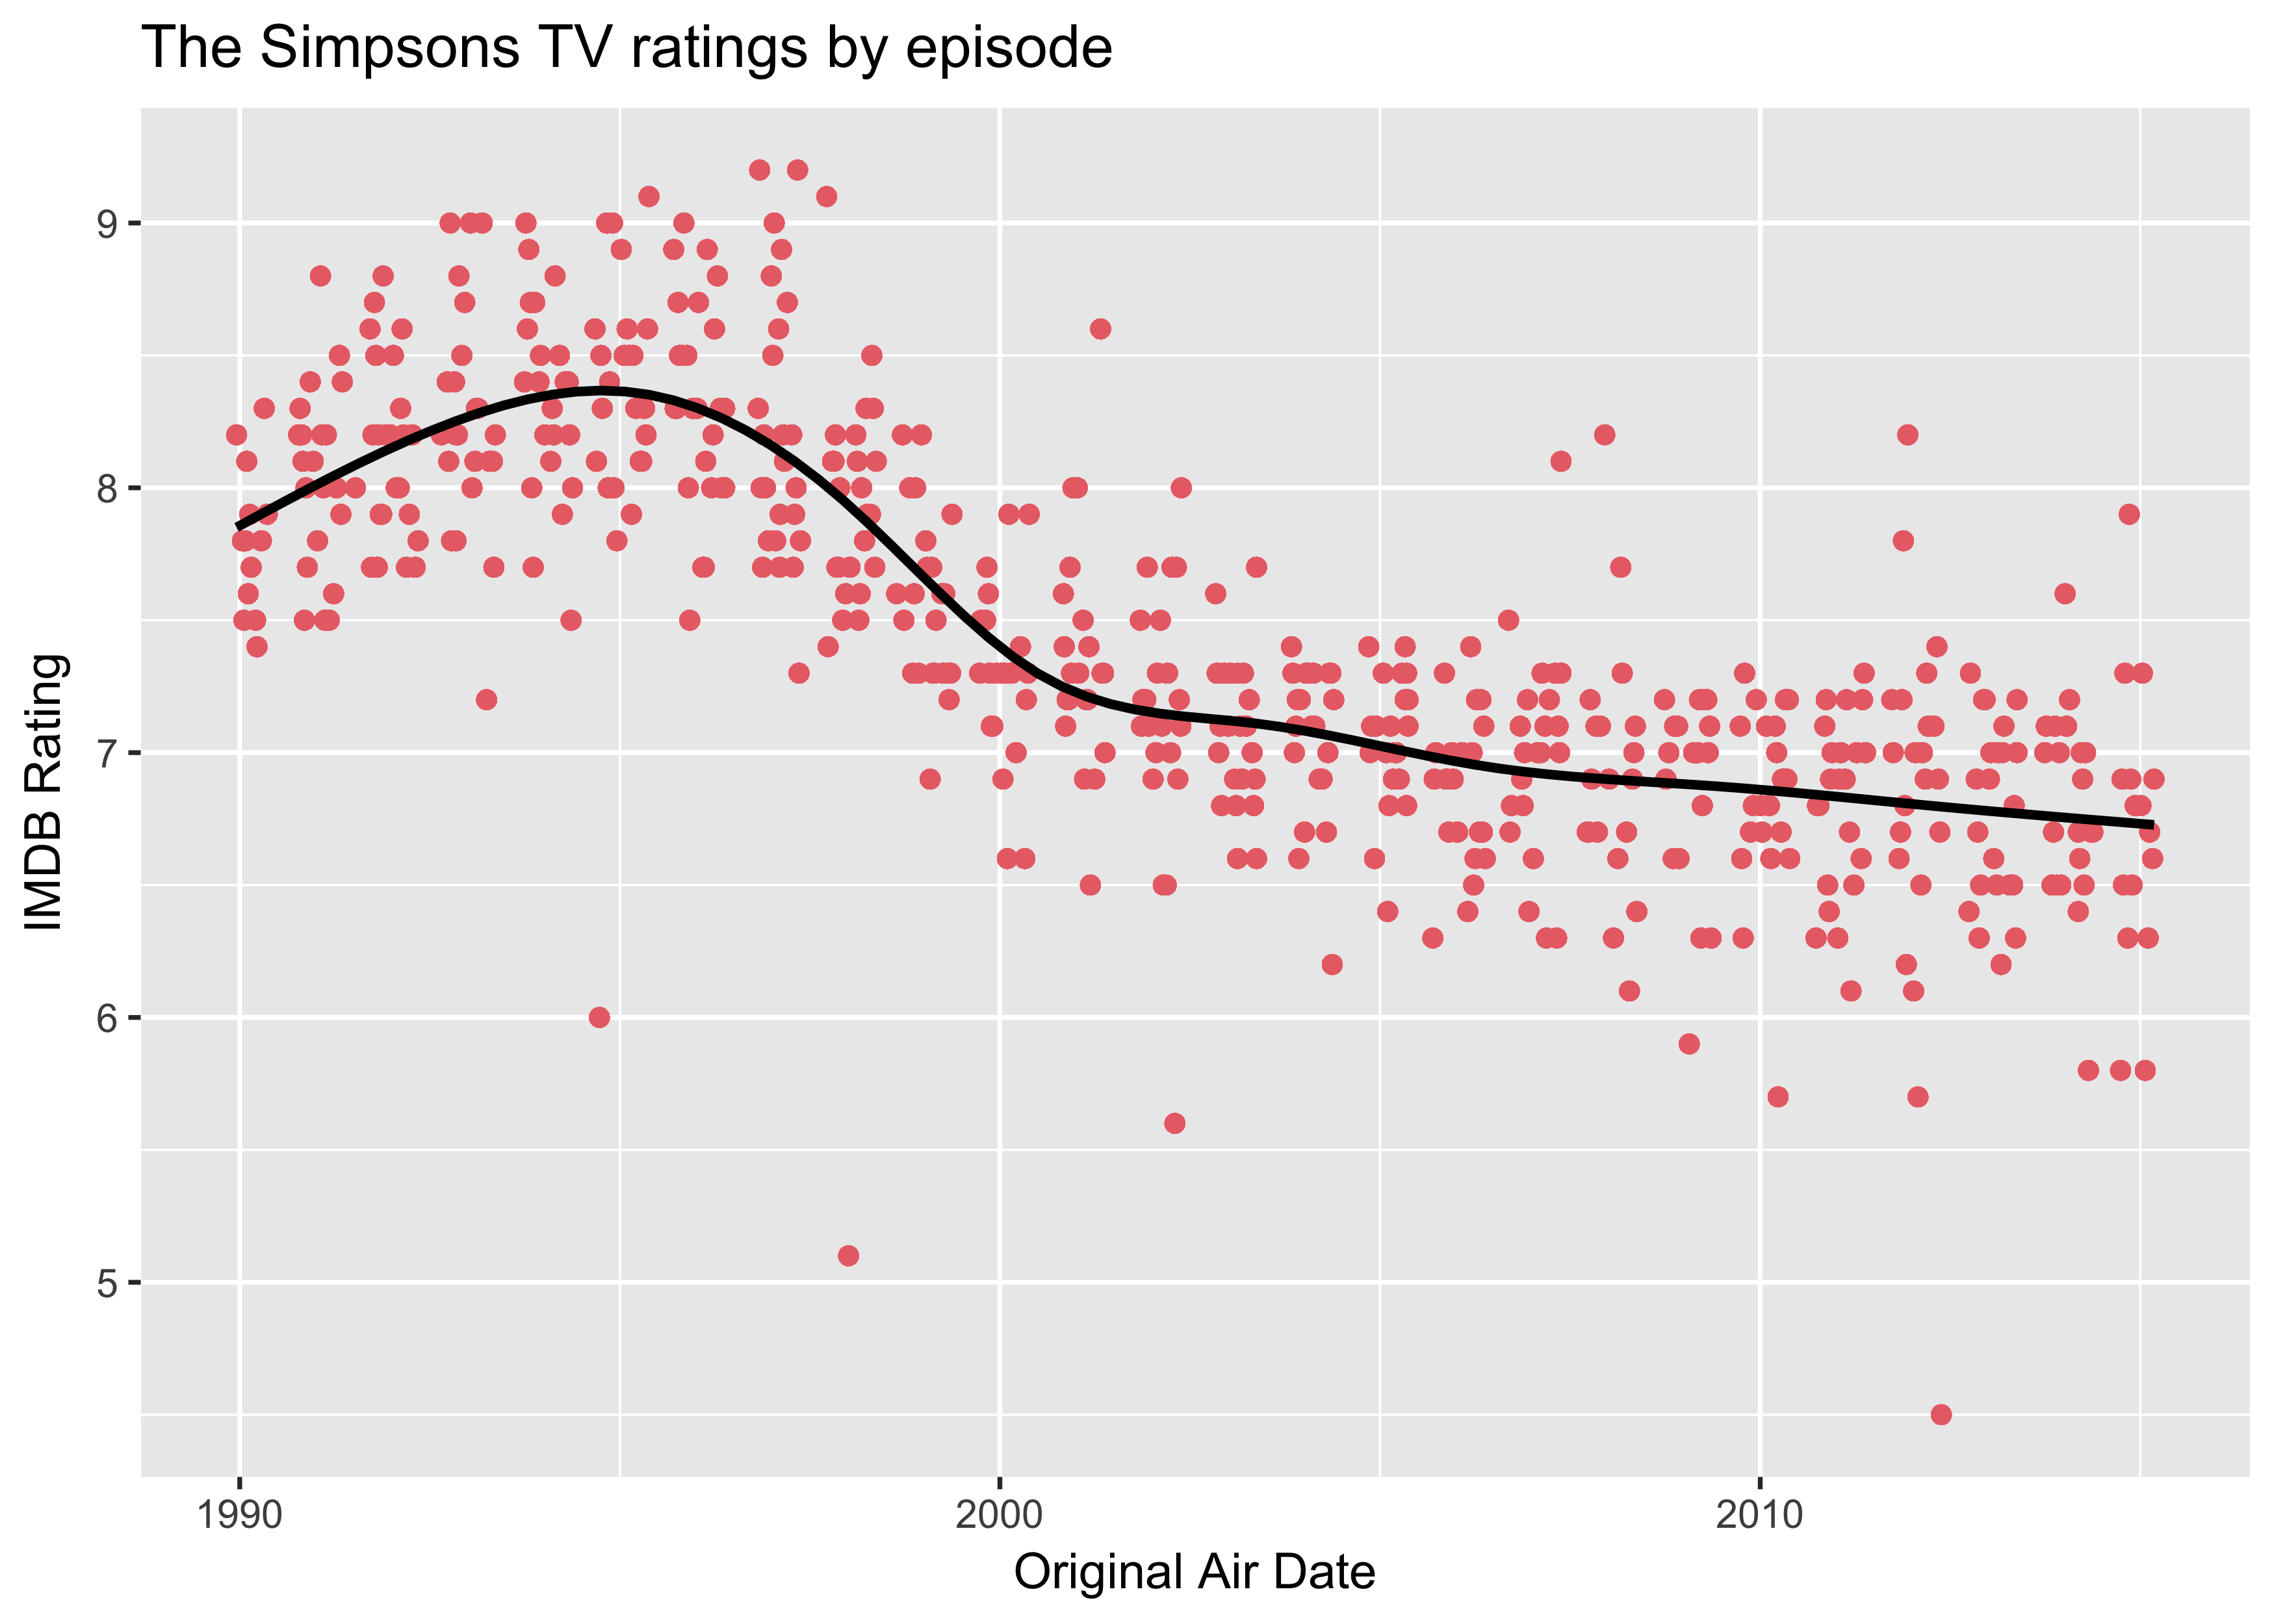 The Simpsons TV ratings by episode
9
8
7
6
5
IMDB Rating
1990
2000
2010
Original Air Date